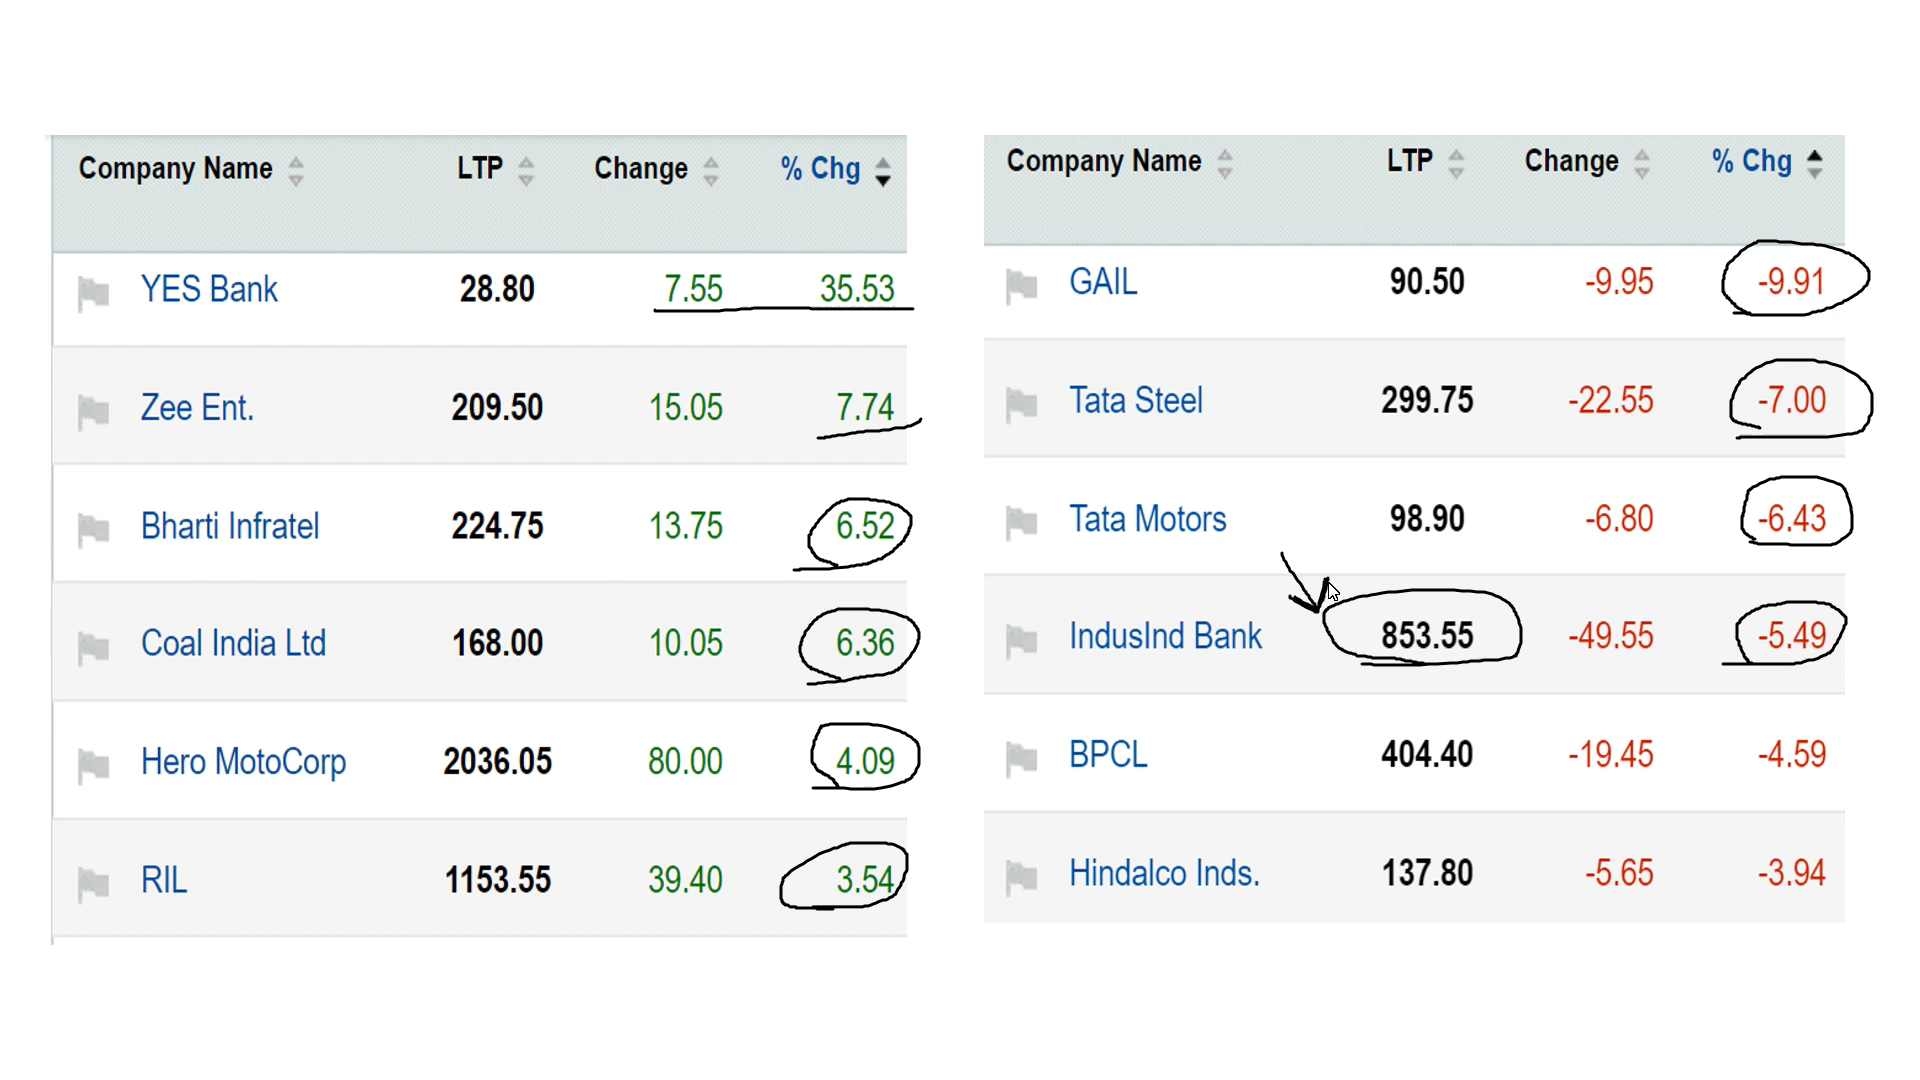 Company Name LTP Change % Chg
YES Bank 28.80 7.55 35.53
Zee Ent. 209.50 15.05 7.74
Bharti Infratel 224.75 13.75 6.52
Coal India Ltd 168.00 10.05 6.36
Hero MotoCorp 2036.05 80.00 4.09
RIL 1153.55 39.40 3.54
Company Name LTP Change % Chg
GAIL 90.50 -9.95 -9.91
Tata Steel 299.75 -22.55 -7.00
Tata Motors 98.90 -6.80 -6.43
IndusInd Bank 853.55 -49.55 -5.49
BPCL 404.40 -19.45 -4.59
Hindalco Inds. 137.80 -5.65 -3.94